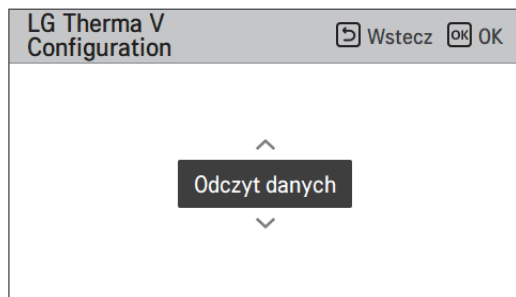 LG Therma V
Configuration
Wstecz OK OK
Odczyt danych